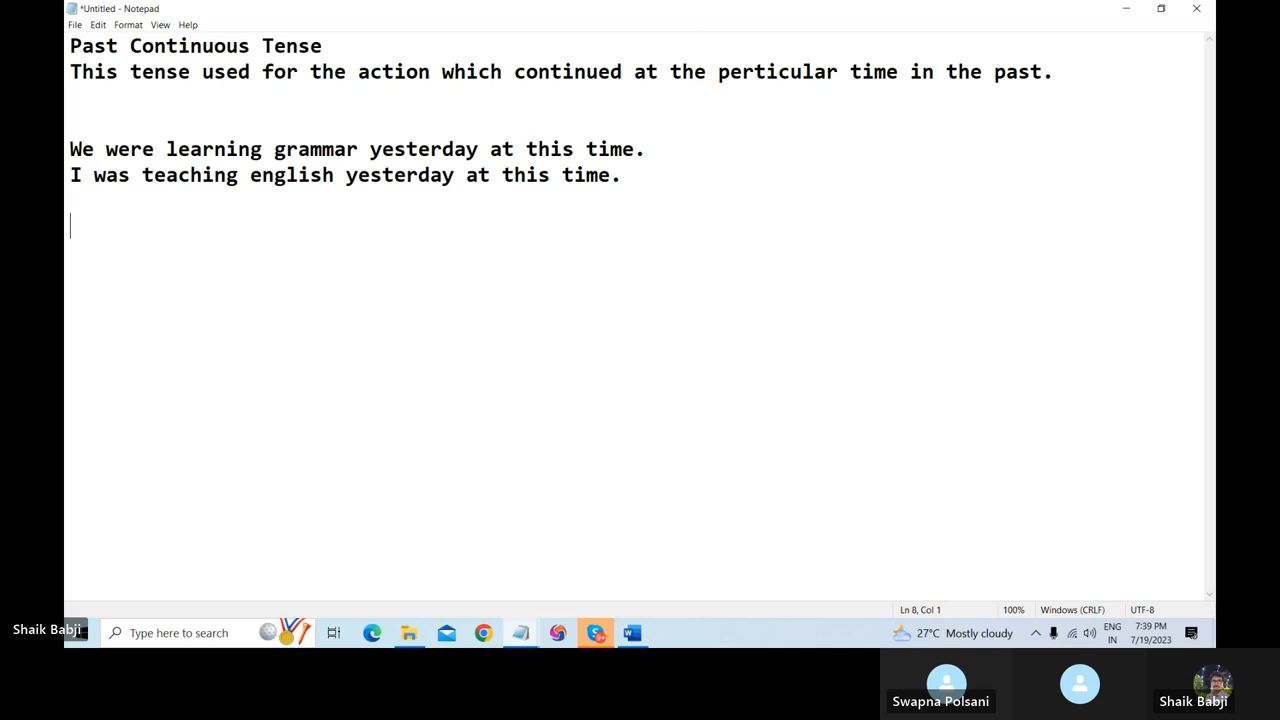 *Untitled - Notepad
File Edit Format View Help
Past Continuous Tense
This tense used for the action which continued at the perticular time in the past.
We were learning grammar yesterday at this time.
I was teaching english yesterday at this time.
Ln 8, Col 1 100% Windows (CRLF) UTF-8
Shaik Babji
Type here to search
27°C Mostly cloudy
ENG
IN
7:39 PM
7/19/2023
Swapna Polsani
Shaik Babji